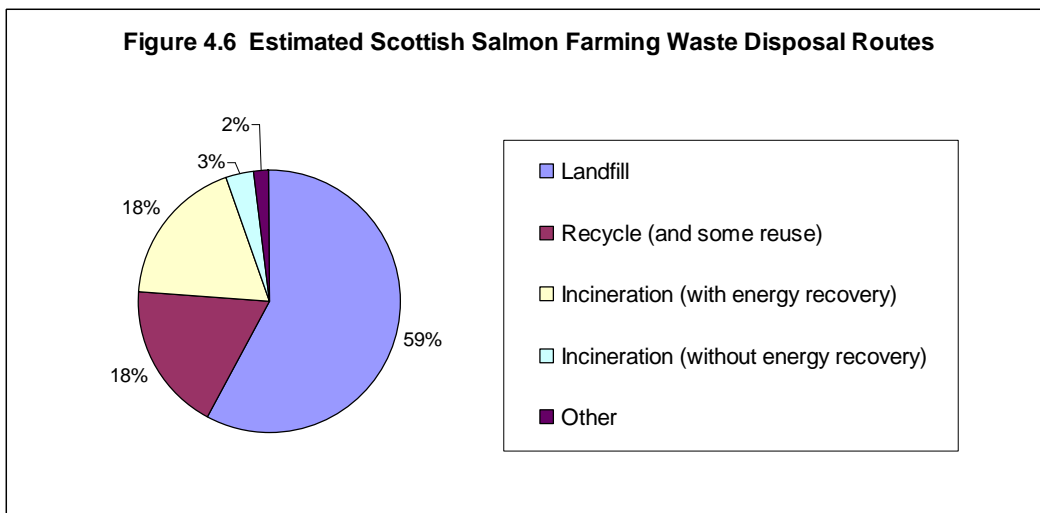 Figure 4.6  Estimated Scottish Salmon Farming Waste Disposal Routes
2%
3%
18%
18%
59%
Landfill
Recycle (and some reuse)
Incineration (with energy recovery)
Incineration (without energy recovery)
Other